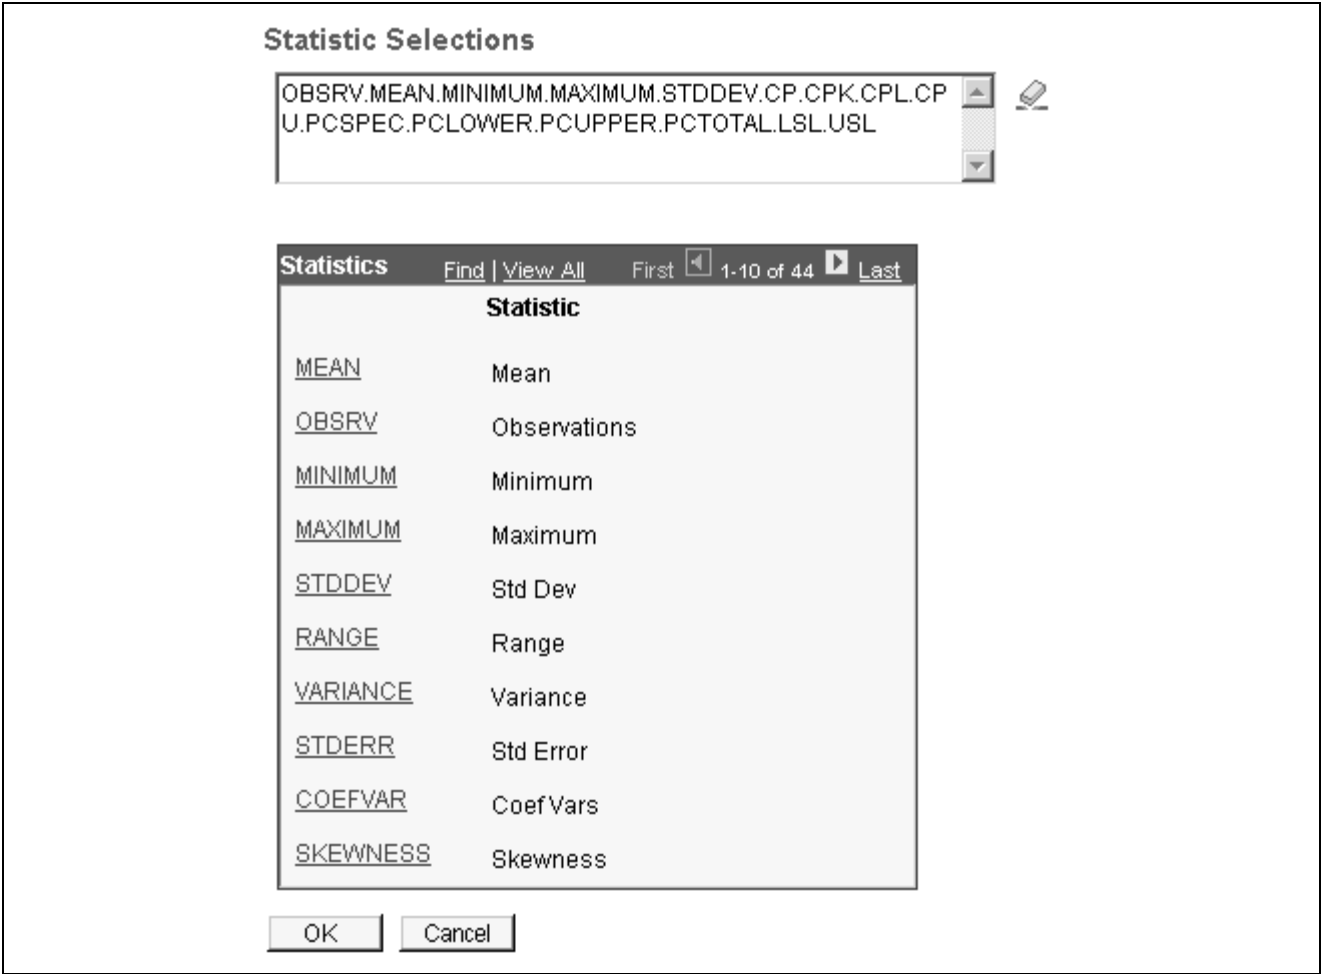 Statistic Selections
OBSRV.MEAN.MINIMUM.MAXIMUM.STDDEV.CP.CPK.CPL.CP
U.PCSPEC.PCLOWER.PCUPPER.PCTOTAL.LSL.USL
Statistics Find | View All First 1-10 of 44 Last
Statistic
MEAN Mean
OBSRV Observations
MINIMUM Minimum
MAXIMUM Maximum
STDDEV Std Dev
RANGE Range
VARIANCE Variance
STDERR Std Error
COEFVAR Coef Vars
SKEWNESS Skewness
OK Cancel